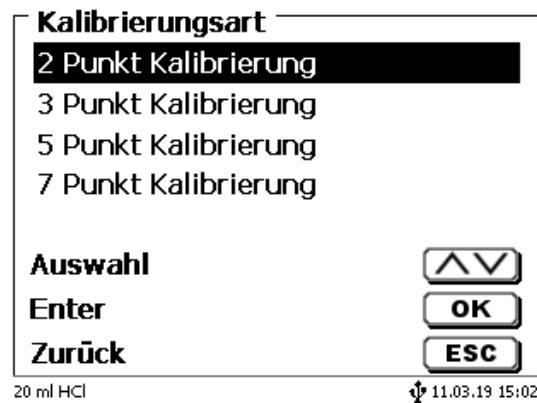 Kalibrierungsart
2 Punkt Kalibrierung
3 Punkt Kalibrierung
5 Punkt Kalibrierung
7 Punkt Kalibrierung
Auswahl
Enter OK
Zurück ESC
20 ml HCl 11.03.19 15:02